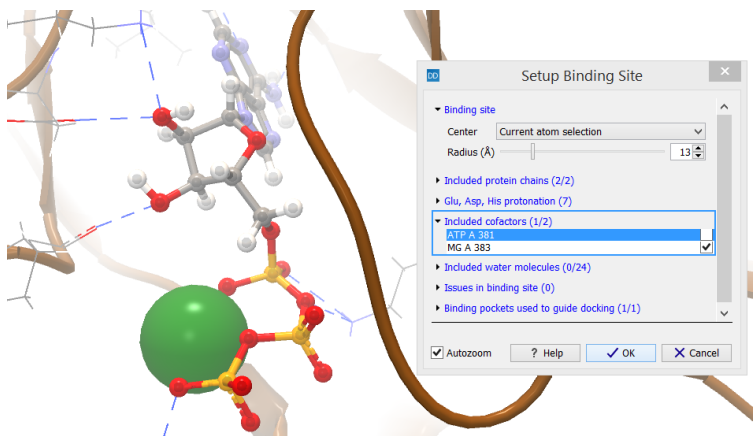 DD Setup Binding Site
Binding site
Center Current atom selection
Radius (Å) 13
Included protein chains (2/2)
Glu, Asp, His protonation (7)
Included cofactors (1/2)
ATP A 381
MG A 383
Included water molecules (0/24)
Issues in binding site (0)
Binding pockets used to guide docking (1/1)
Autozoom ? Help OK Cancel